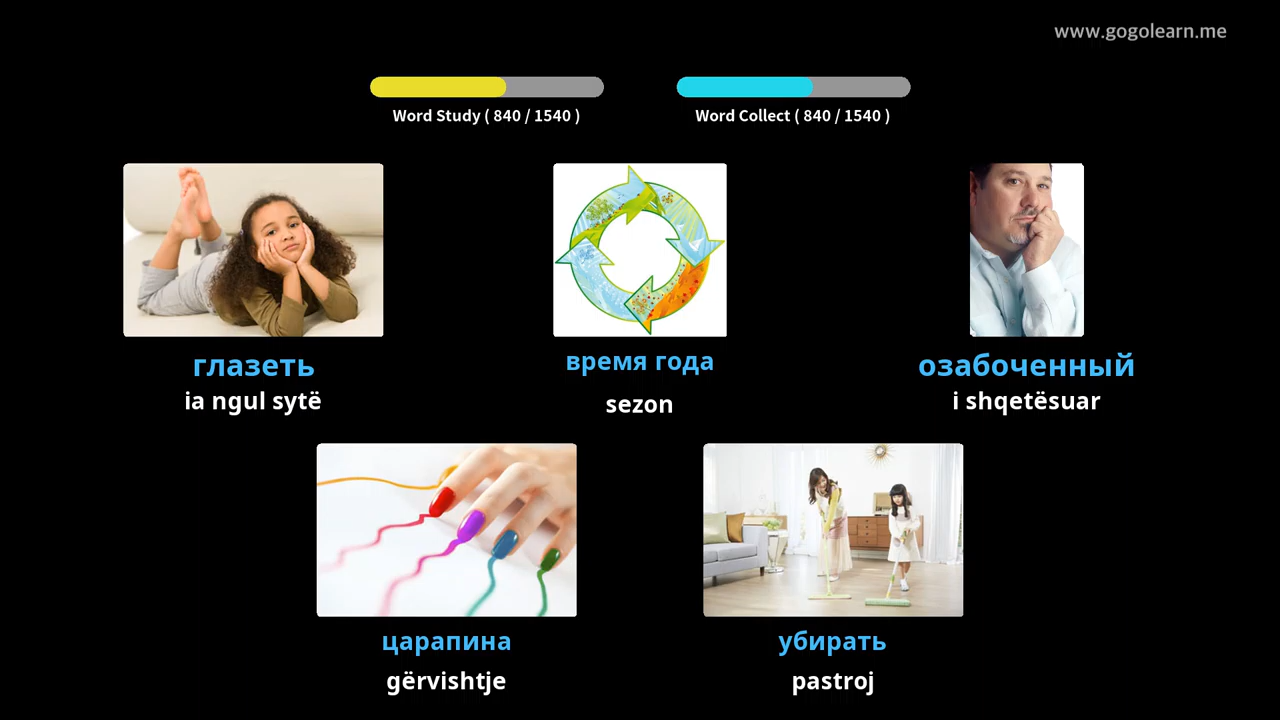 www.gogolearn.me
Word Study ( 840 / 1540 )
Word Collect ( 840 / 1540 )
глазеть
ia ngul sytë
время года
sezon
озабоченный
i shqetësuar
царапина
gërvishtje
убирать
pastroj